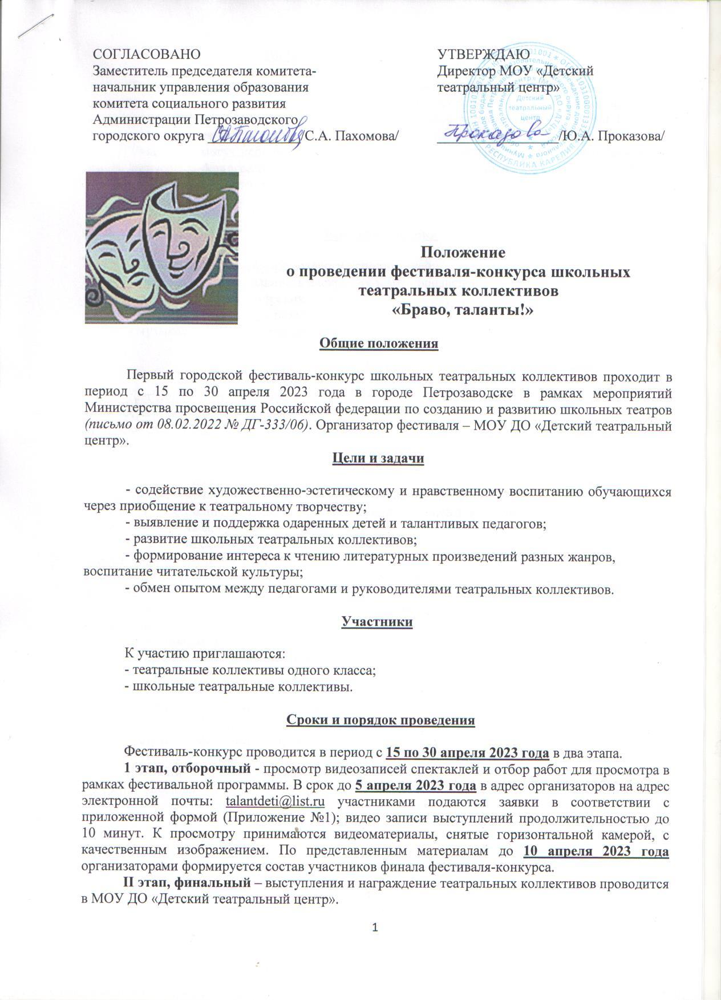 СОГЛАСОВАНО
Заместитель председателя комитета-
начальник управления образования
комитета социального развития
Администрации Петрозаводского
городского округа /С.А. Пахомова/
УТВЕРЖДАЮ
Директор МОУ «Детский
театральный центр»
/Ю.А. Проказова/
Детский
театральный
центр
РЕСПУБЛИКА КАРЕЛИЯ
Положение
о проведении фестиваля-конкурса школьных
театральных коллективов
«Браво, таланты!»
Общие положения
Первый городской фестиваль-конкурс школьных театральных коллективов проходит в
период с 15 по 30 апреля 2023 года в городе Петрозаводске в рамках мероприятий
Министерства просвещения Российской федерации по созданию и развитию школьных театров
(письмо от 08.02.2022 № ДГ-333/06). Организатор фестиваля – МОУ ДО «Детский театральный
центр».
Цели и задачи
- содействие художественно-эстетическому и нравственному воспитанию обучающихся
через приобщение к театральному творчеству;
- выявление и поддержка одаренных детей и талантливых педагогов;
- развитие школьных театральных коллективов;
- формирование интереса к чтению литературных произведений разных жанров,
воспитание читательской культуры;
- обмен опытом между педагогами и руководителями театральных коллективов.
Участники
К участию приглашаются:
- театральные коллективы одного класса;
- школьные театральные коллективы.
Сроки и порядок проведения
Фестиваль-конкурс проводится в период с 15 по 30 апреля 2023 года в два этапа.
1 этап, отборочный - просмотр видеозаписей спектаклей и отбор работ для просмотра в
рамках фестивальной программы. В срок до 5 апреля 2023 года в адрес организаторов на адрес
электронной почты: talantdeti@list.ru участниками подаются заявки в соответствии с
приложенной формой (Приложение №1); видео записи выступлений продолжительностью до
10 минут. К просмотру принимаются видеоматериалы, снятые горизонтальной камерой, с
качественным изображением. По представленным материалам до 10 апреля 2023 года
организаторами формируется состав участников финала фестиваля-конкурса.
II этап, финальный – выступления и награждение театральных коллективов проводится
в МОУ ДО «Детский театральный центр».
1